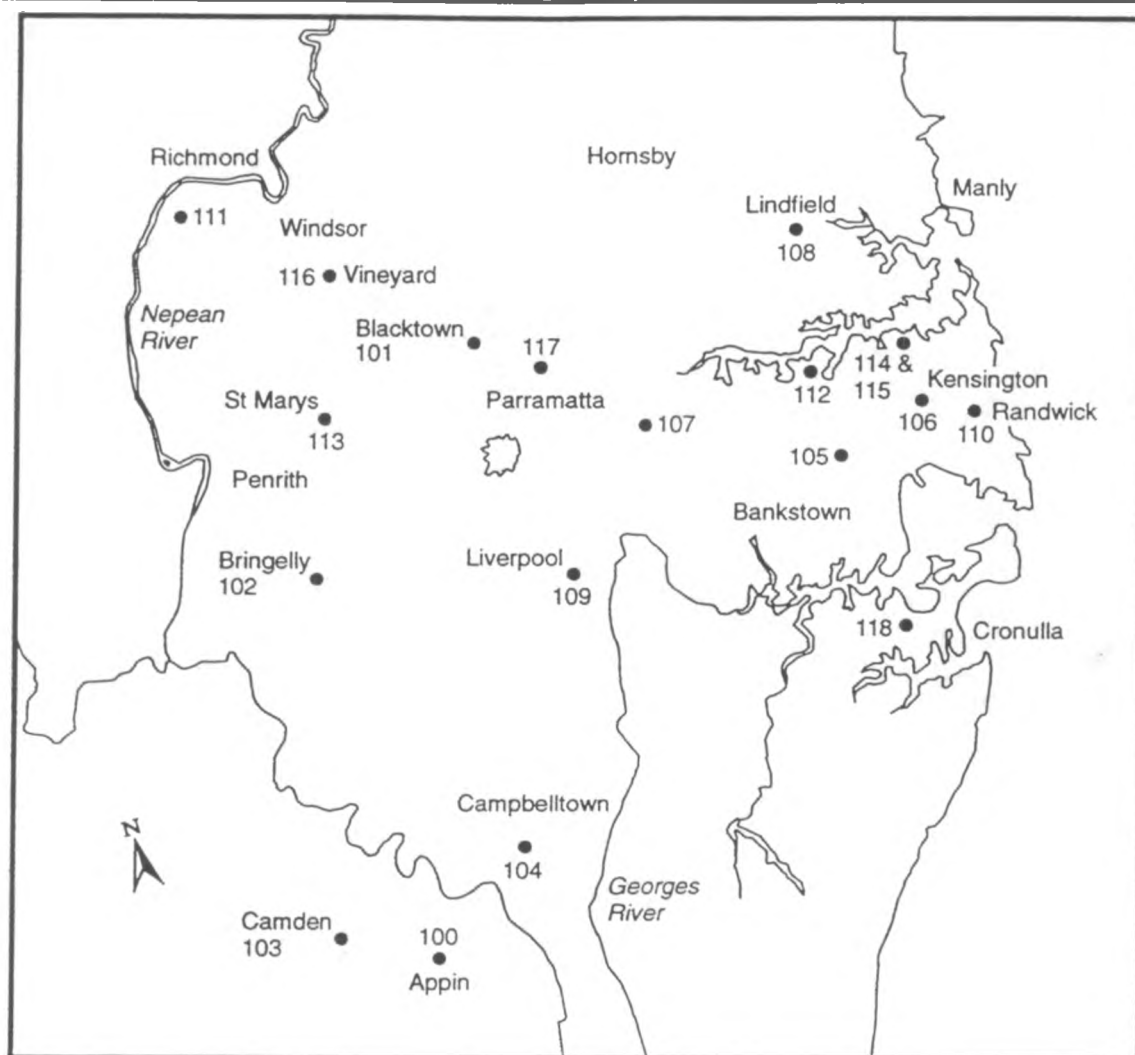 Richmond
Hornsby
Manly
111
Lindfield
108
Windsor
116 Vineyard
Nepean
River
Blacktown
101
117
114 &
115
112
Kensington
106
Randwick
110
St Marys
113
Parramatta
107
105
Penrith
Bankstown
Bringelly
102
Liverpool
109
118
Cronulla
Campbelltown
104
N
Georges
River
Camden
103
100
Appin